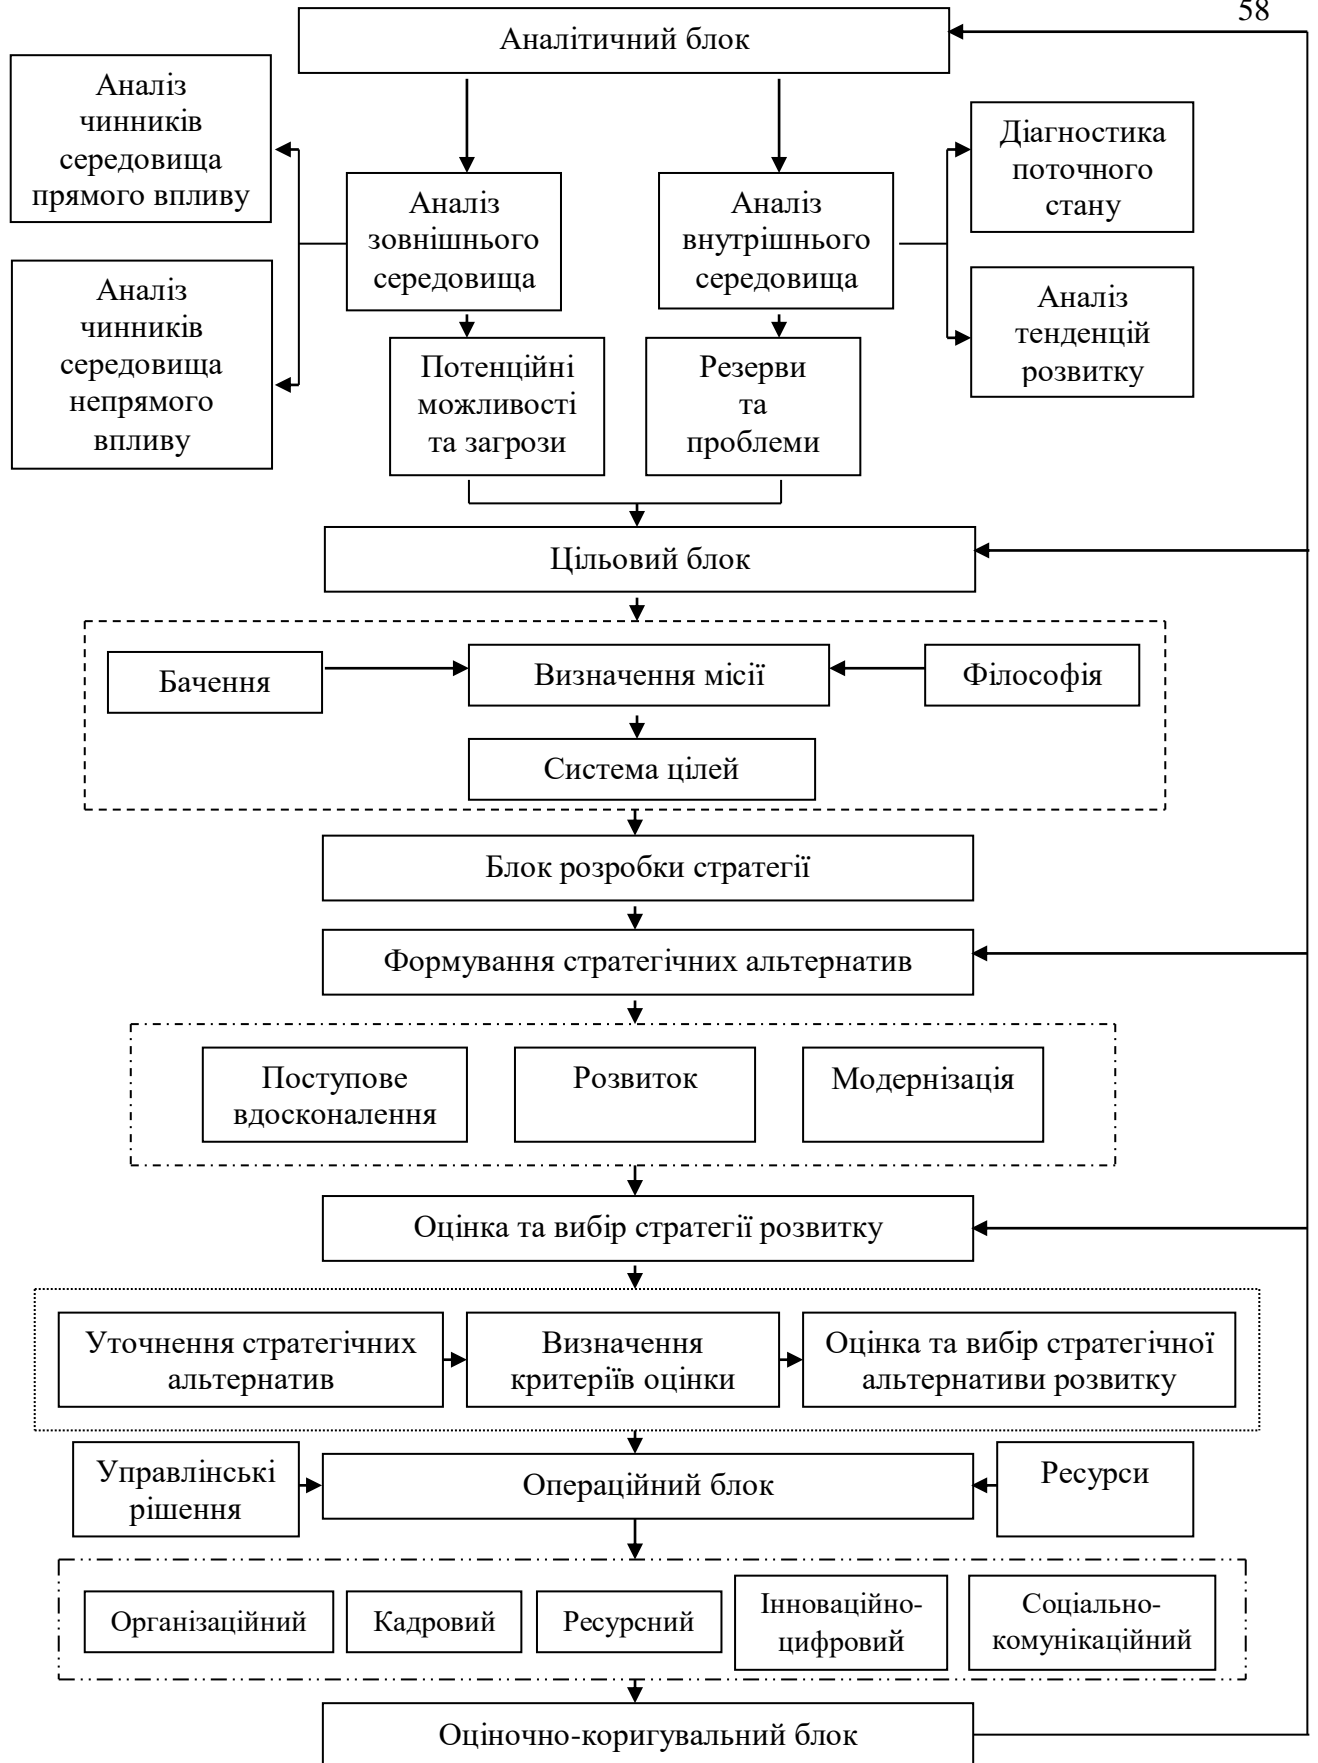 58
Аналітичний блок
Аналіз
чинників
середовища
прямого впливу
Діагностика
поточного
стану
Аналіз
зовнішнього
середовища
Аналіз
внутрішнього
середовища
Аналіз
чинників
середовища
непрямого
впливу
Аналіз
тенденцій
розвитку
Потенційні
можливості
та загрози
Резерви
та
проблеми
Цільовий блок
Бачення
Визначення місії
Філософія
Система цілей
Блок розробки стратегії
Формування стратегічних альтернатив
Поступове
вдосконалення
Розвиток
Модернізація
Оцінка та вибір стратегії розвитку
Уточнення стратегічних
альтернатив
Визначення
критеріїв оцінки
Оцінка та вибір стратегічної
альтернативи розвитку
Управлінські
рішення
Операційний блок
Ресурси
Організаційний
Кадровий
Ресурсний
Інноваційно-
цифровий
Соціально-
комунікаційний
Оціночно-коригувальний блок